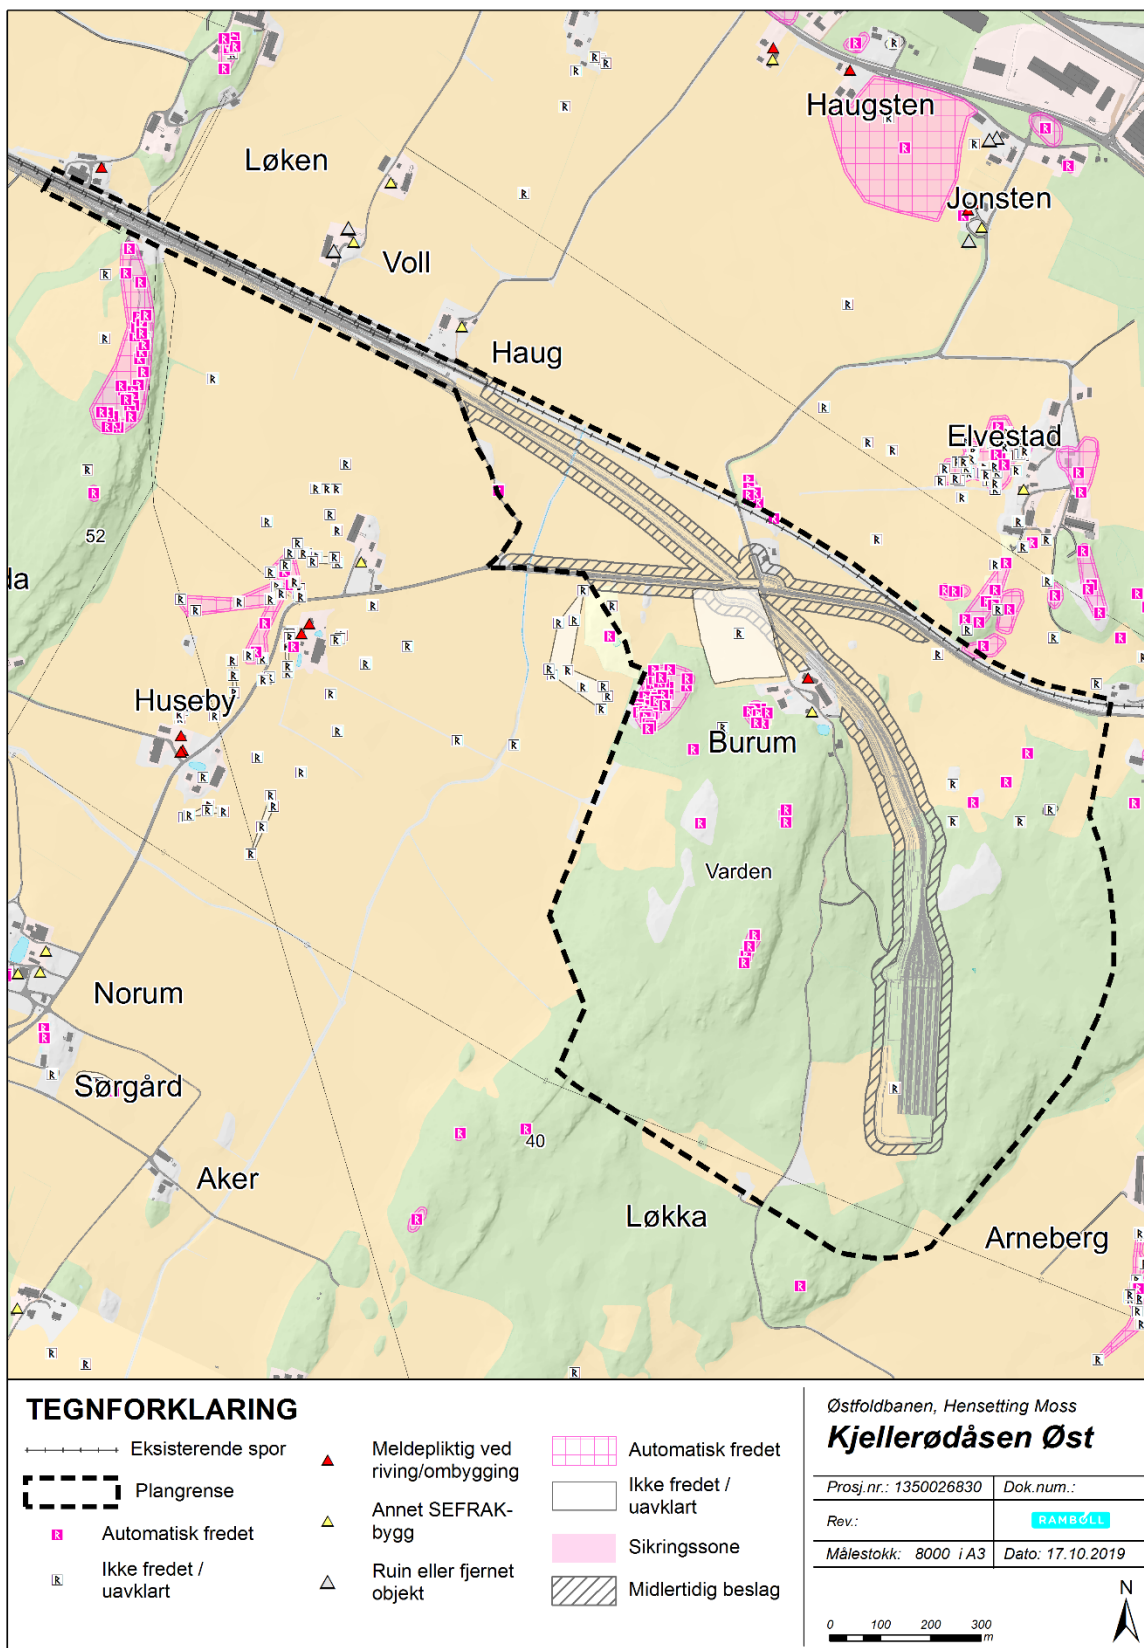 Haugsten
Løken
Jonsten
Voll
Haug
Elvestad
52
da
Huseby
Burum
Varden
Norum
Sørgård
40
Aker
Løkka
Arneberg
TEGNFORKLARING
Eksisterende spor
Plangrense
Automatisk fredet
Ikke fredet /
uavklart
Meldepliktig ved
riving/ombygging
Annet SEFRAK-
bygg
Ruin eller fjernet
objekt
Automatisk fredet
Ikke fredet /
uavklart
Sikringssone
Midlertidig beslag
Østfoldbanen, Hensetting Moss
Kjellerødåsen Øst
Prosj.nr.: 1350026830 Dok.num.:
Rev.: RAMBOLL
Målestokk: 8000 i A3 Dato: 17.10.2019
N
0 100 200 300
m